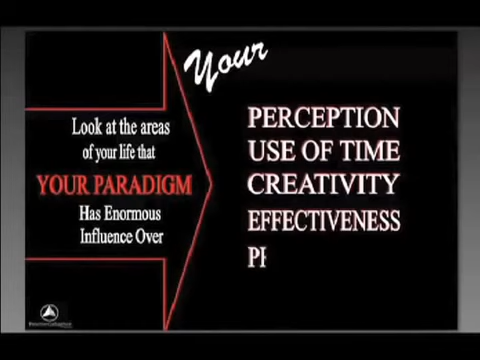 Your
Look at the areas
of your life that
YOUR PARADIGM
Has Enormous
Influence Over
PERCEPTION
USE OF TIME
CREATIVITY
EFFECTIVENESS